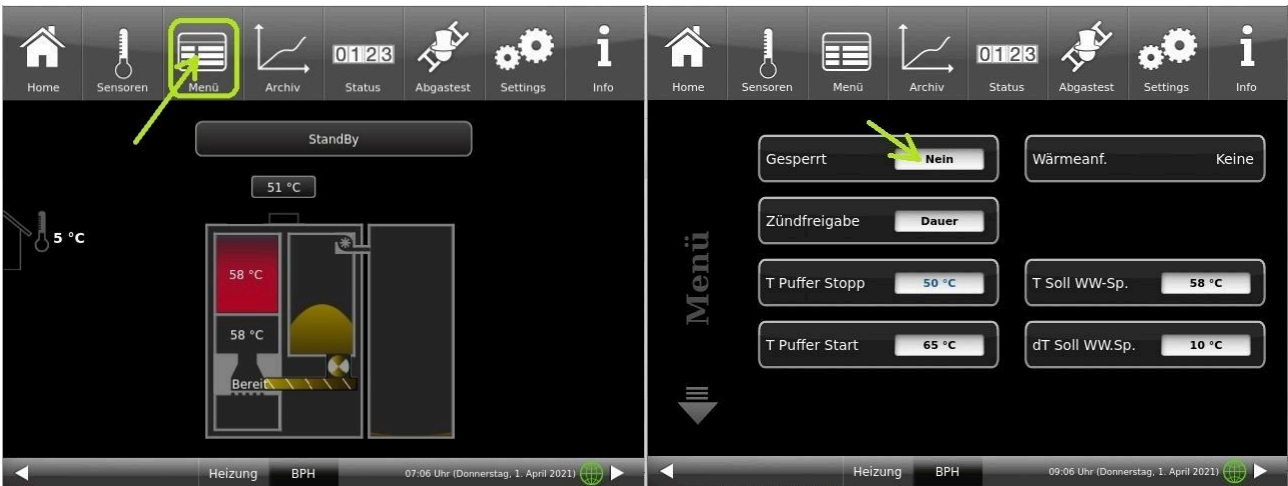 Home Sensoren Menü Archiv Status Abgastest Settings Info
0123
StandBy
51 °C
5 °C
58 °C
58 °C
Bereit
Heizung BPH 07:06 Uhr (Donnerstag, 1. April 2021)
Home Sensoren Menü Archiv Status Abgastest Settings Info
0123
Menü
Gesperrt Nein Wärmeanf. Keine
Zündfreigabe Dauer
T Puffer Stopp 50 °C T Soll WW-Sp. 58 °C
T Puffer Start 65 °C dT Soll WW.Sp. 10 °C
Heizung BPH 09:06 Uhr (Donnerstag, 1. April 2021)